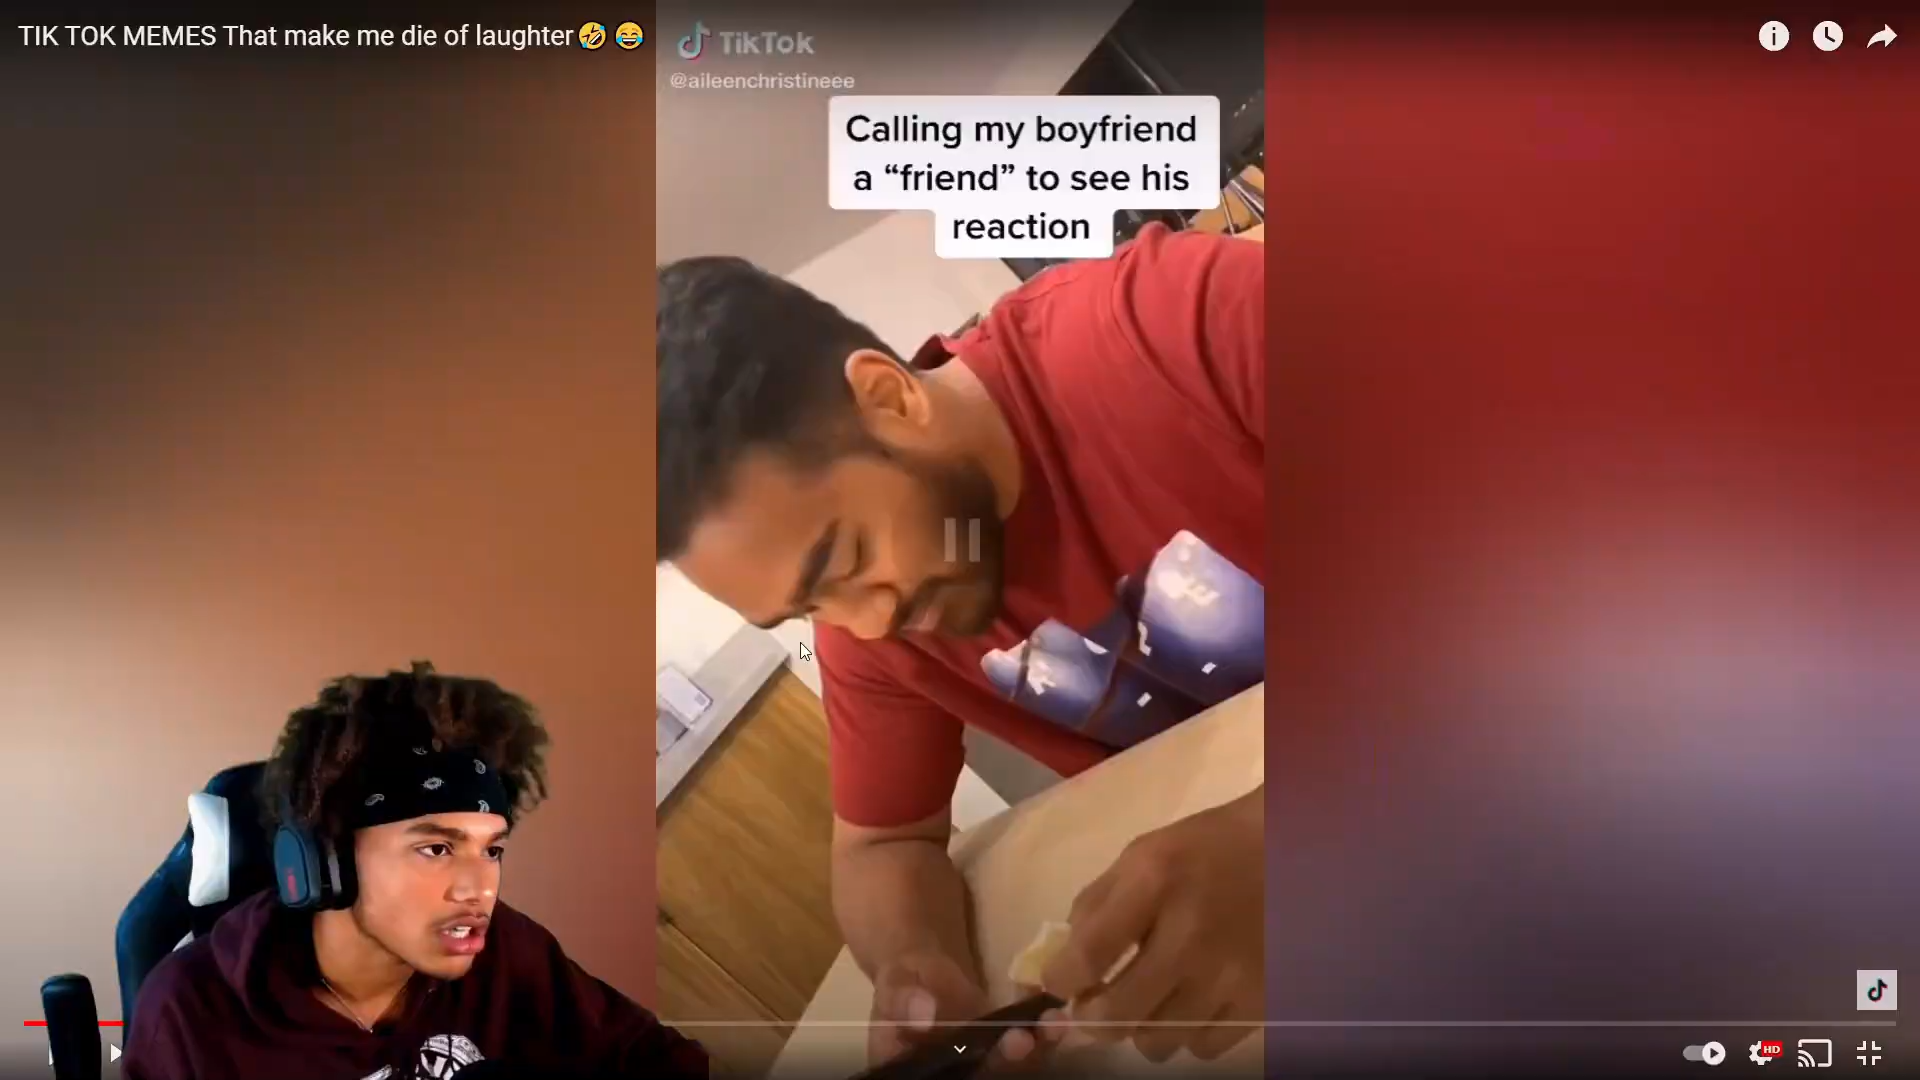 TIK TOK MEMES That make me die of laughter🤣😂
TikTok
@aileenchristineee
Calling my boyfriend
a “friend” to see his
reaction
HD